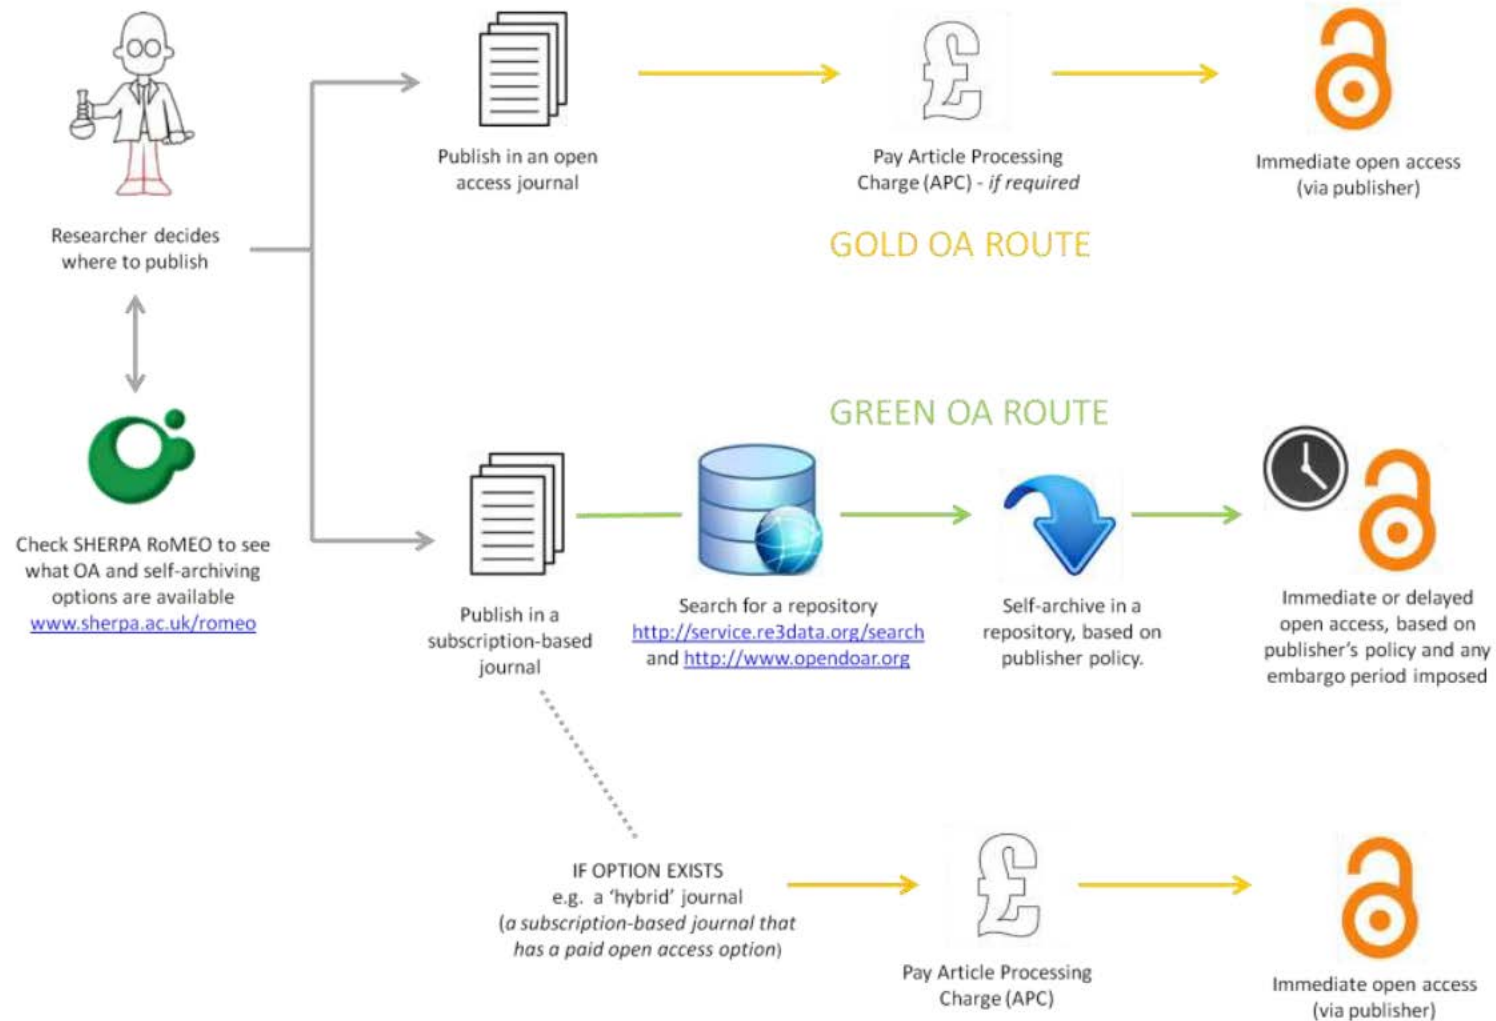 Researcher decides
where to publish
Check SHERPA RoMEO to see
what OA and self-archiving
options are available
www.sherpa.ac.uk/romeo
Publish in an open
access journal
£
Pay Article Processing
Charge (APC) - if required
Immediate open access
(via publisher)
GOLD OA ROUTE
GREEN OA ROUTE
Publish in a
subscription-based
journal
Search for a repository
http://service.re3data.org/search
and http://www.opendoar.org
Self-archive in a
repository, based on
publisher policy.
Immediate or delayed
open access, based on
publisher's policy and any
embargo period imposed
IF OPTION EXISTS
e.g. a 'hybrid' journal
(a subscription-based journal that
has a paid open access option)
£
Pay Article Processing
Charge (APC)
Immediate open access
(via publisher)